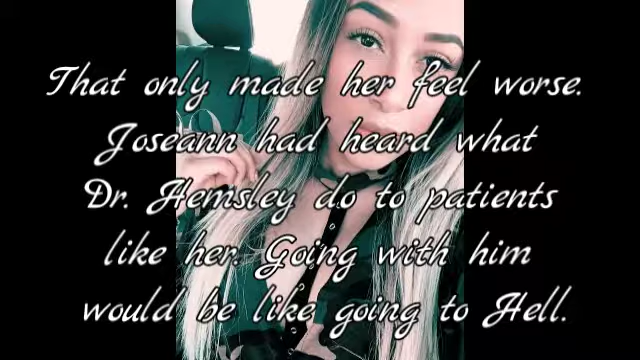 That only made her feel worse.
Joseann had heard what
Dr. Hemsley do to patients
like her. Going with him
would be like going to Hell.